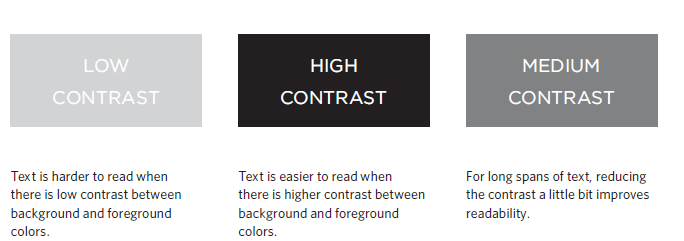 LOW
CONTRAST
HIGH
CONTRAST
MEDIUM
CONTRAST
Text is harder to read when
there is low contrast between
background and foreground
colors.
Text is easier to read when
there is higher contrast between
background and foreground
colors.
For long spans of text, reducing
the contrast a little bit improves
readability.